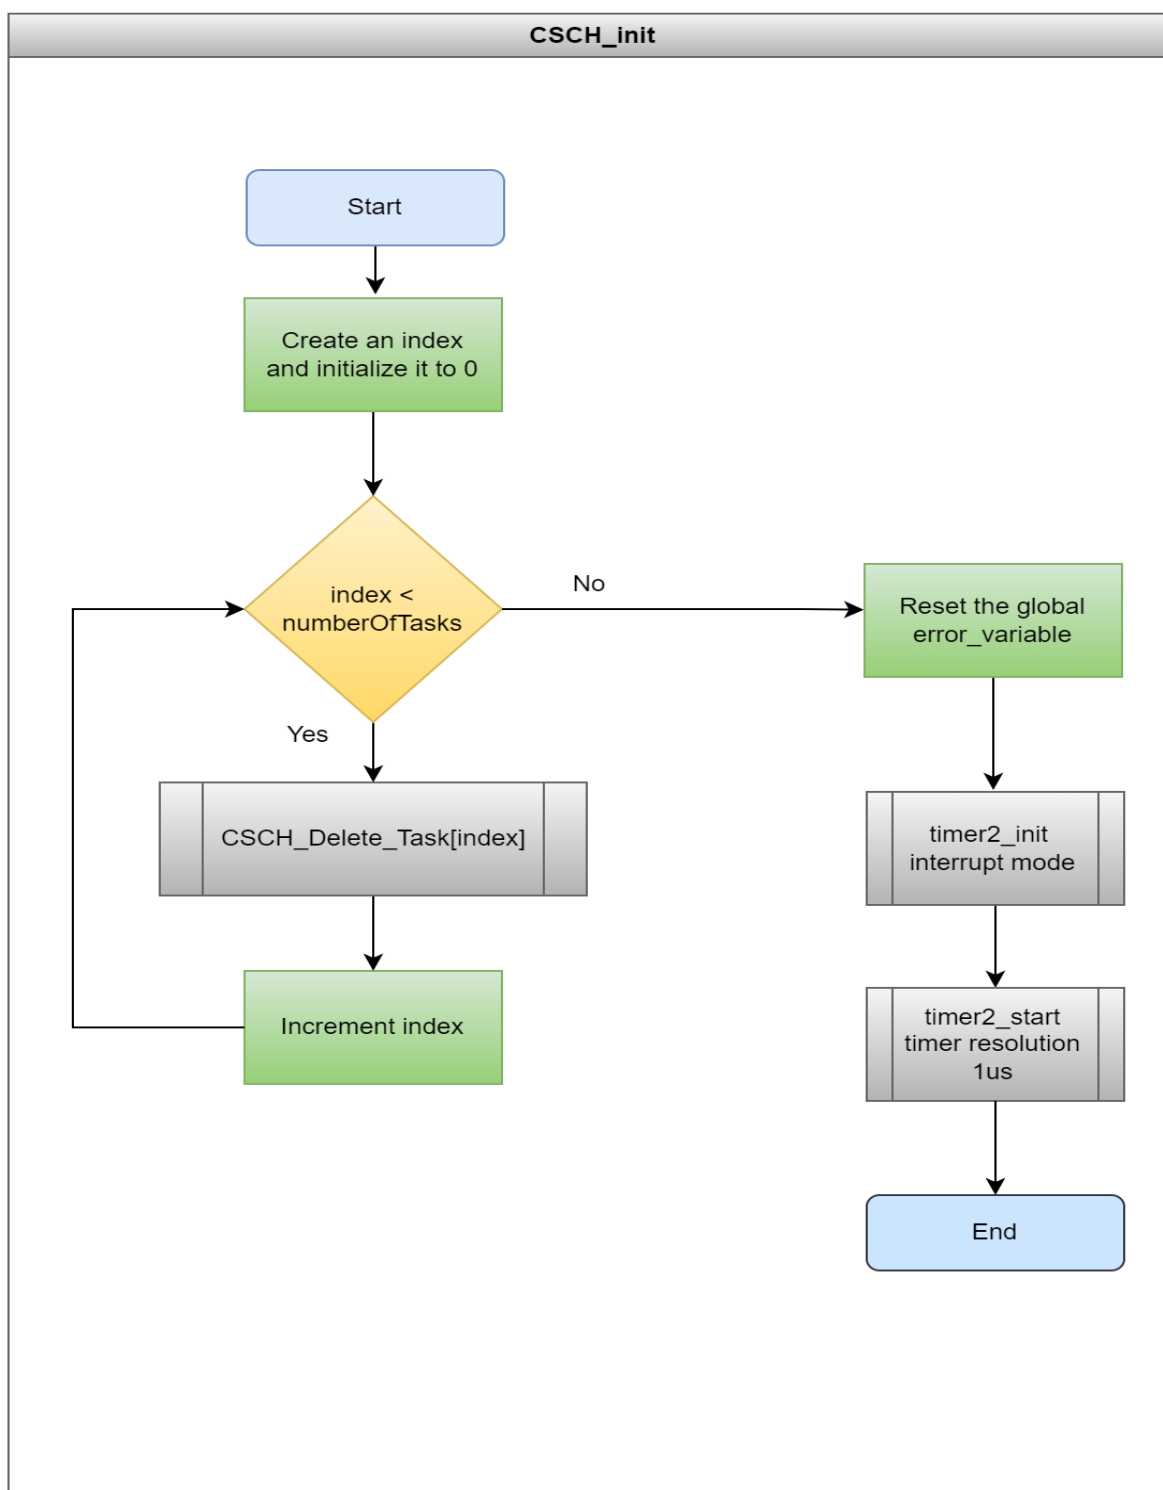 CSCH_init
Start
Create an index
and initialize it to 0
index <
numberOfTasks
No
Yes
CSCH_Delete_Task[index]
Increment index
Reset the global
error_variable
timer2_init
interrupt mode
timer2_start
timer resolution
1us
End